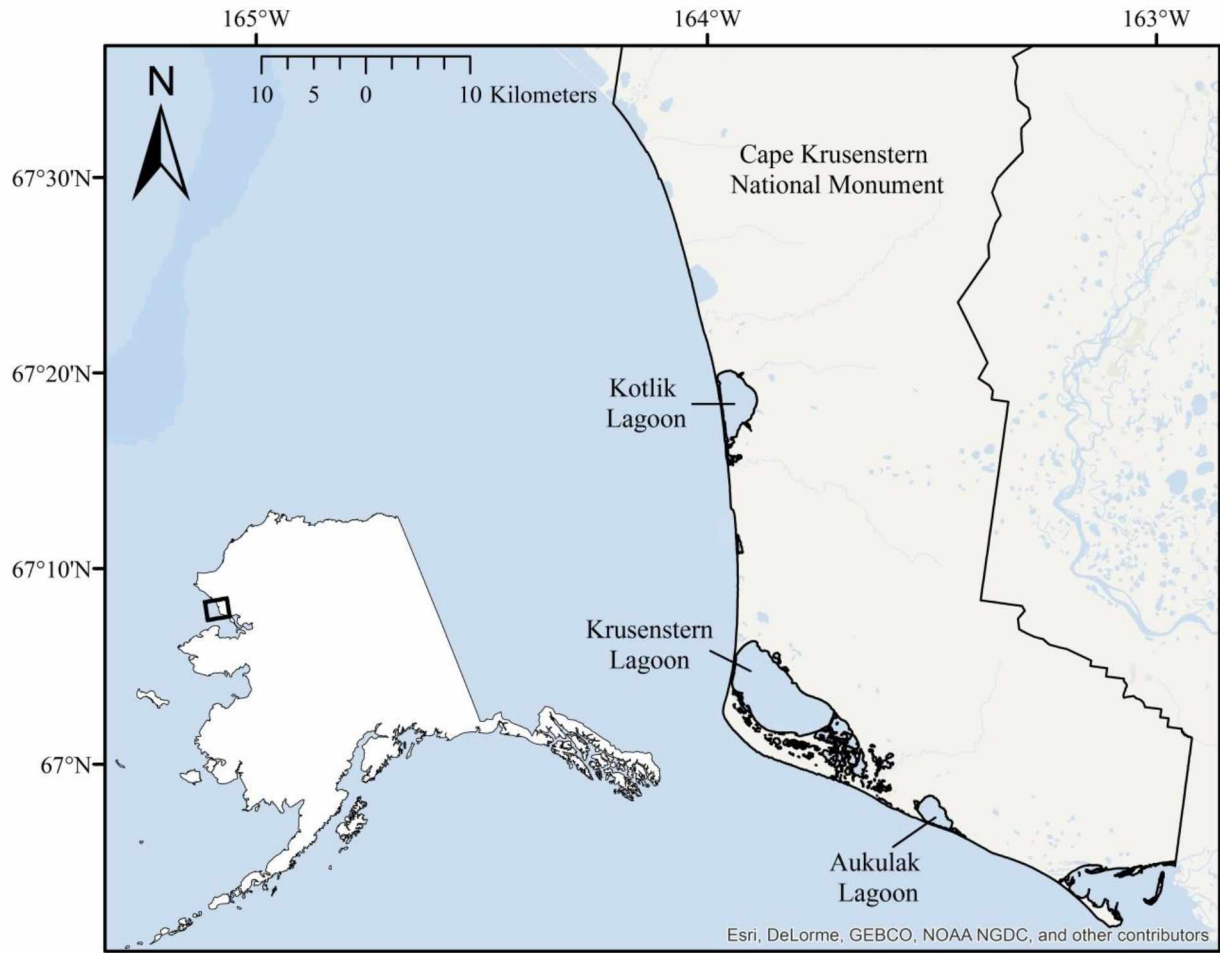 165°W
164°W
163°W
N
10 5 0 10 Kilometers
67°30'N
Cape Krusenstern
National Monument
67°20'N
Kotlik
Lagoon
67°10'N
Krusenstern
Lagoon
67°N
Aukulak
Lagoon
Esri, DeLorme, GEBCO, NOAA NGDC, and other contributors